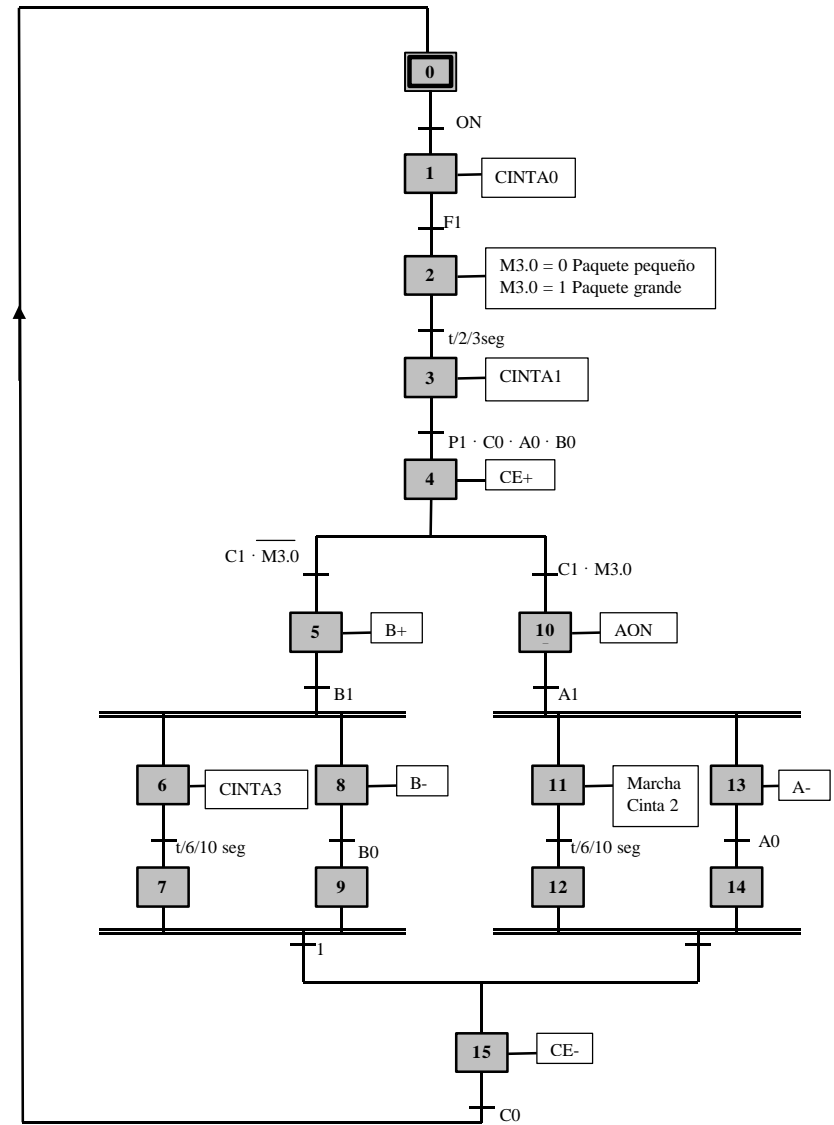 0
ON
1
CINTA0
F1
2
M3.0 = 0 Paquete pequeño
M3.0 = 1 Paquete grande
t/2/3seg
3
CINTA1
P1 · C0 · A0 · B0
4
CE+
C1 · M3.0
C1 · M3.0
5
B+
10
AON
B1
A1
6
CINTA3
8
B-
11
Marcha
Cinta 2
13
A-
t/6/10 seg
B0
t/6/10 seg
A0
7
9
12
14
1
15
CE-
C0